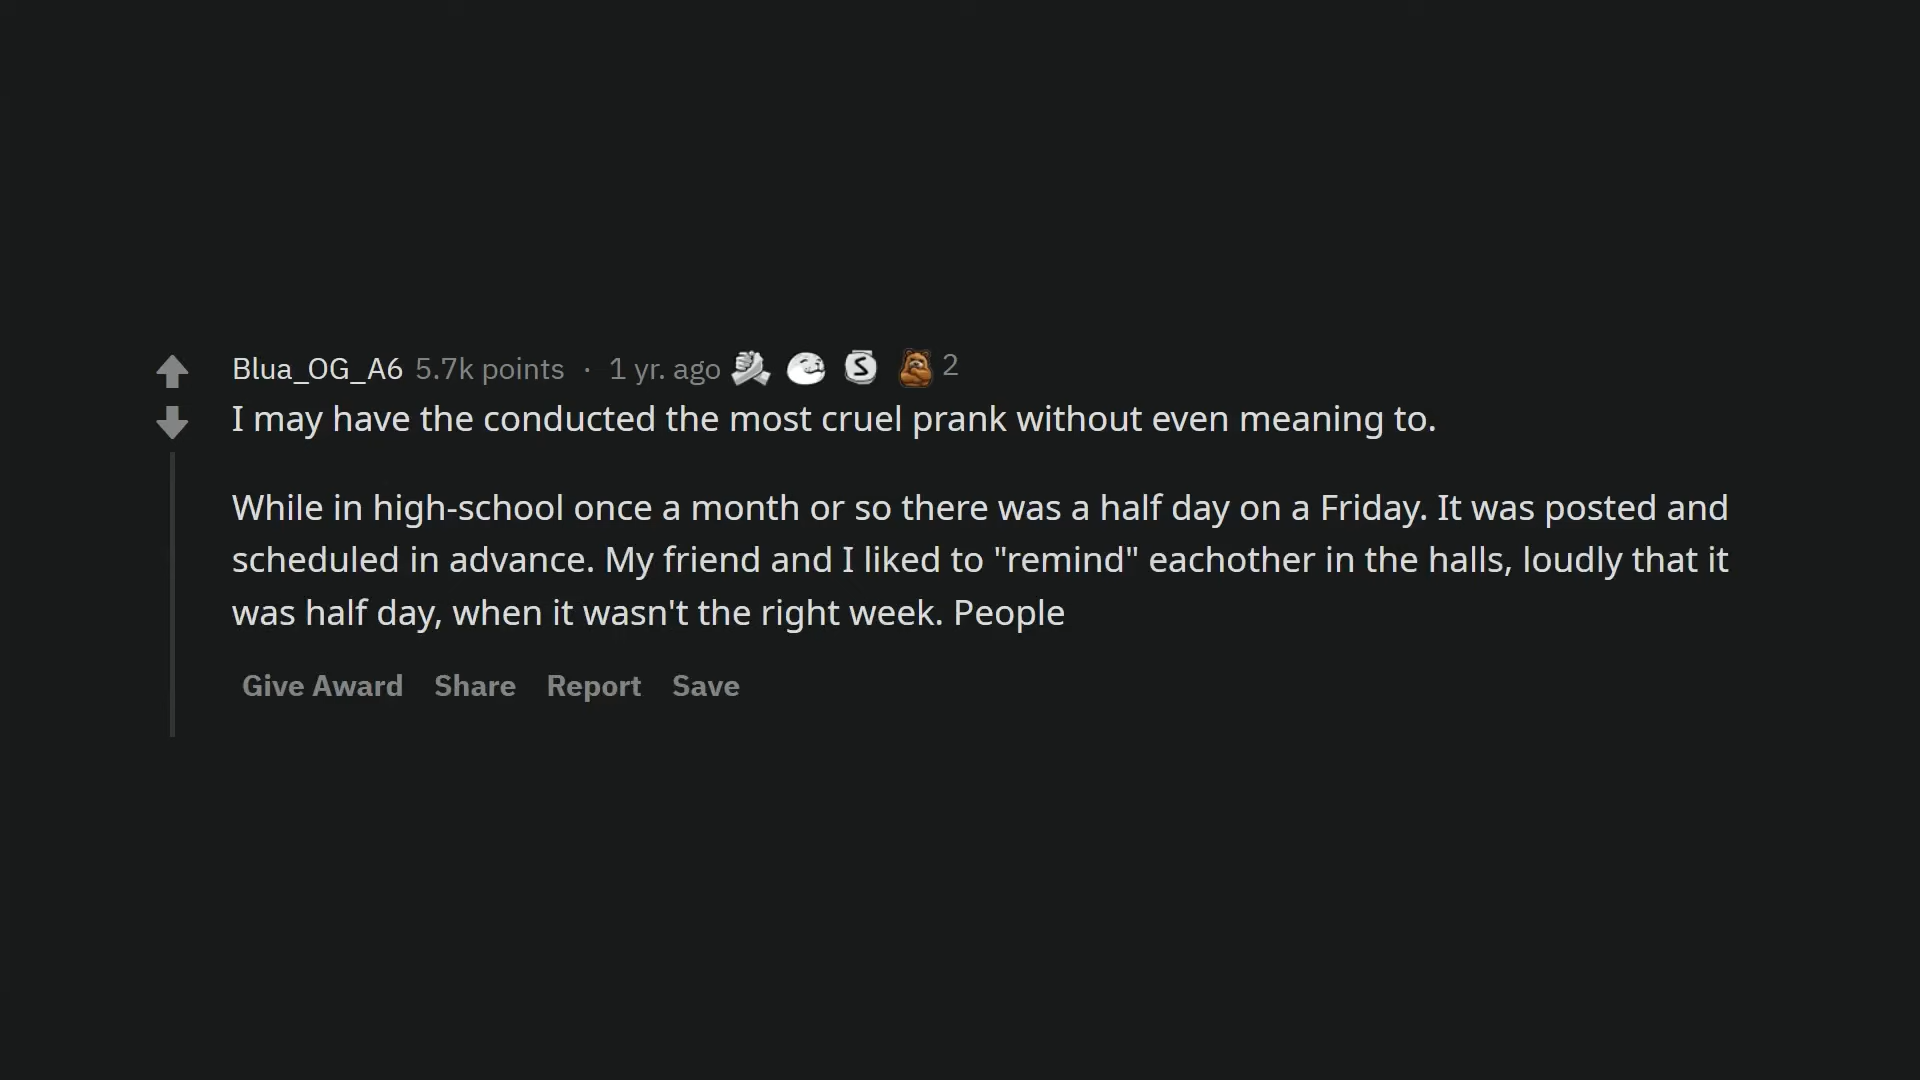 Blua_OG_A6 5.7k points · 1 yr. ago 2
I may have the conducted the most cruel prank without even meaning to.
While in high-school once a month or so there was a half day on a Friday. It was posted and
scheduled in advance. My friend and I liked to "remind" eachother in the halls, loudly that it
was half day, when it wasn't the right week. People
Give Award Share Report Save